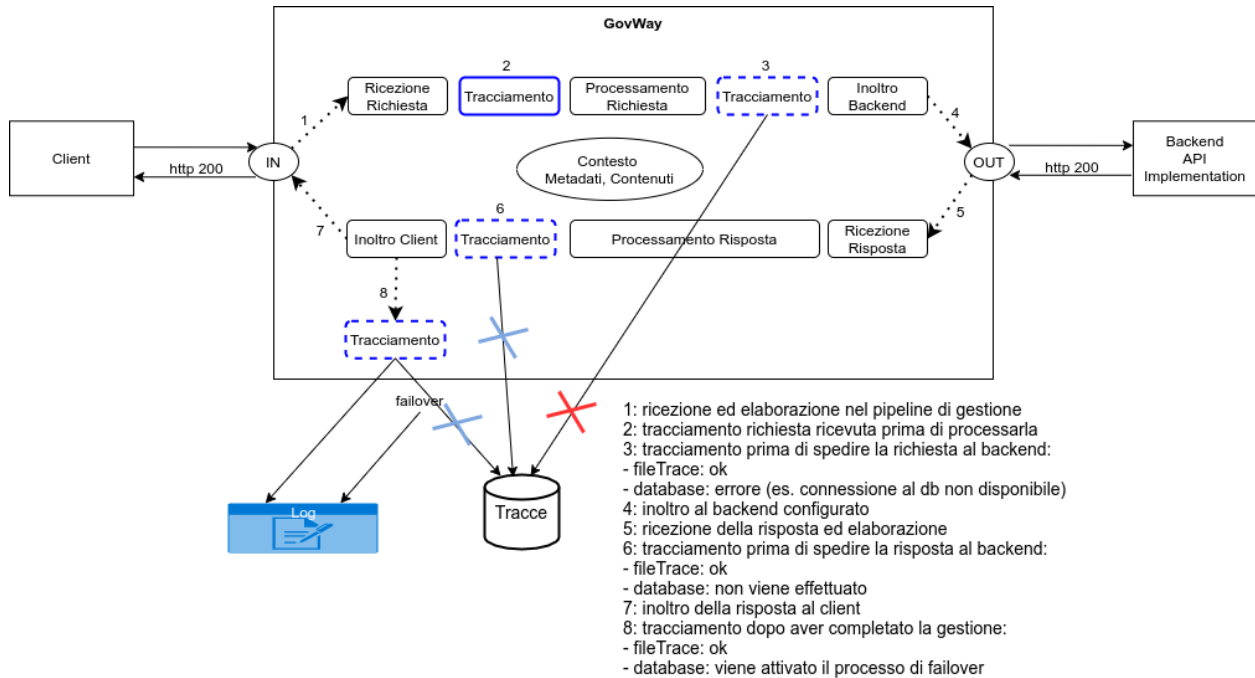 GovWay
2
3
Ricezione
Richiesta
Tracciamento
Processamento
Richiesta
Tracciamento
Inoltro
Backend
1
4
Client
http 200
IN
Contesto
Metadati, Contenuti
OUT
http 200
Backend
API
Implementation
6
7
5
Inoltro Client
Tracciamento
Processamento Risposta
Ricezione
Risposta
8
Tracciamento
failover
Log
Tracce
1: ricezione ed elaborazione nel pipeline di gestione
2: tracciamento richiesta ricevuta prima di processarla
3: tracciamento prima di spedire la richiesta al backend:
- fileTrace: ok
- database: errore (es. connessione al db non disponibile)
4: inoltro al backend configurato
5: ricezione della risposta ed elaborazione
6: tracciamento prima di spedire la risposta al backend:
- fileTrace: ok
- database: non viene effettuato
7: inoltro della risposta al client
8: tracciamento dopo aver completato la gestione:
- fileTrace: ok
- database: viene attivato il processo di failover